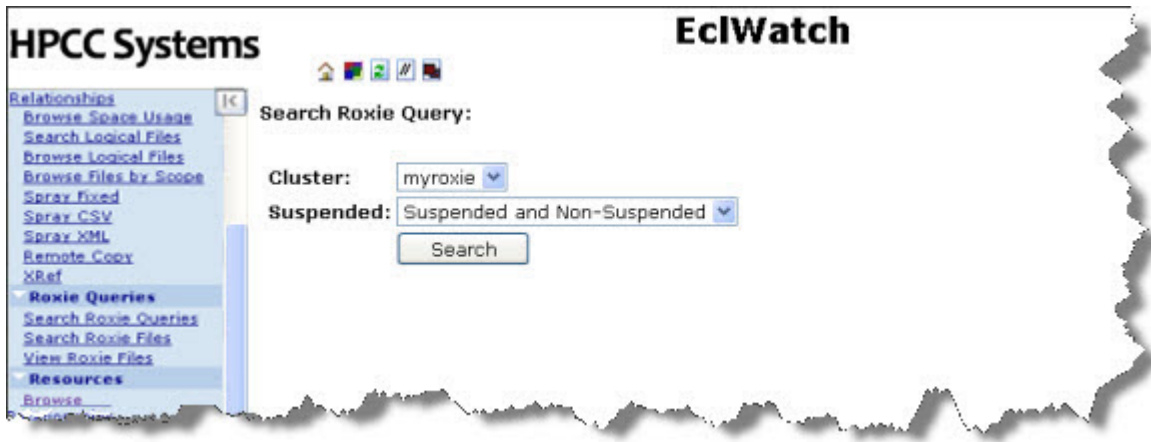 HPCC Systems
EclWatch
Relationships
Browse Space Usage
Search Logical Files
Browse Logical Files
Browse Files by Scope
Spray Fixed
Spray CSV
Spray XML
Remote Copy
XRef
Roxie Queries
Search Roxie Queries
Search Roxie Files
View Roxie Files
Resources
Browse
Search Roxie Query:
Cluster: myroxie
Suspended: Suspended and Non-Suspended
Search